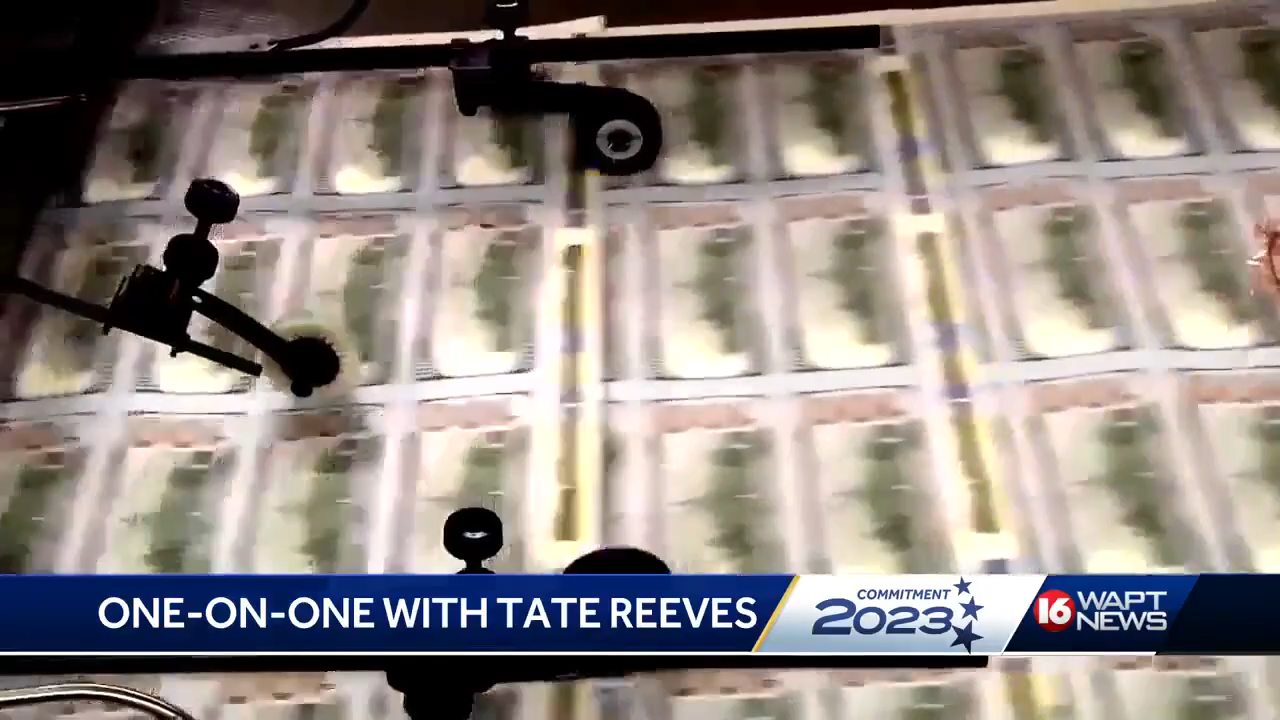 ONE-ON-ONE WITH TATE REEVES
COMMITMENT
2023
16 WAPT
NEWS